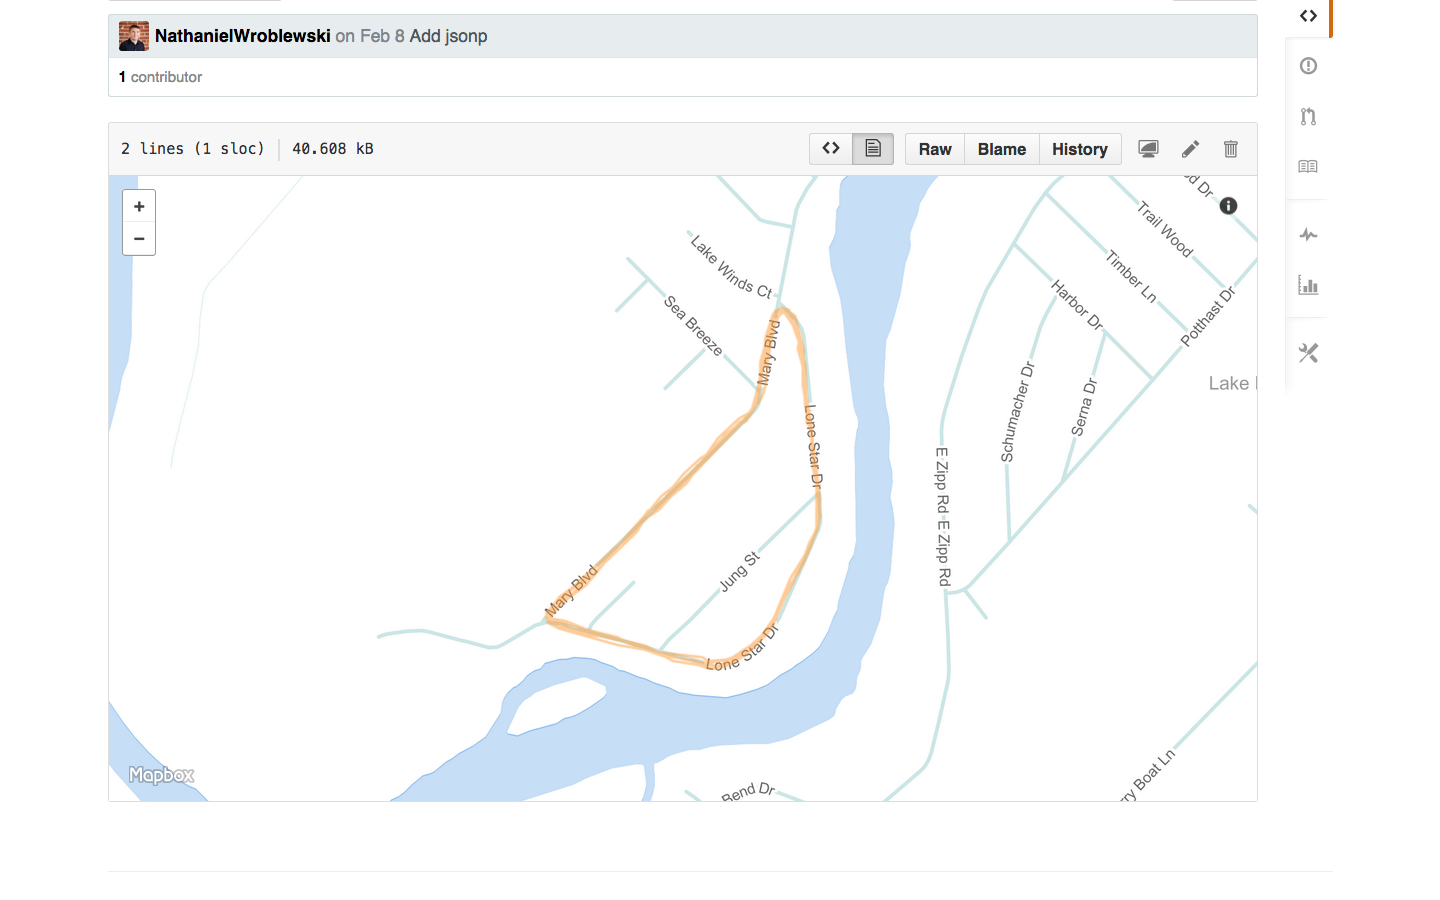 NathanielWroblewski on Feb 8 Add jsonp
1 contributor
2 lines (1 sloc) 40.608 kB
Raw Blame History
+
−
Lake Winds Ct
Sea Breeze
Mary Blvd
Lone Star Dr
Mary Blvd
Jung St
Lone Star Dr
d Dr
Trail Wood
Timber Ln
Harbor Dr
Potthast Dr
Schumacher Dr
Serna Dr
Lake
E Zipp Rd
E Zipp Rd
Bend Dr
ry Boat Ln
Mapbox